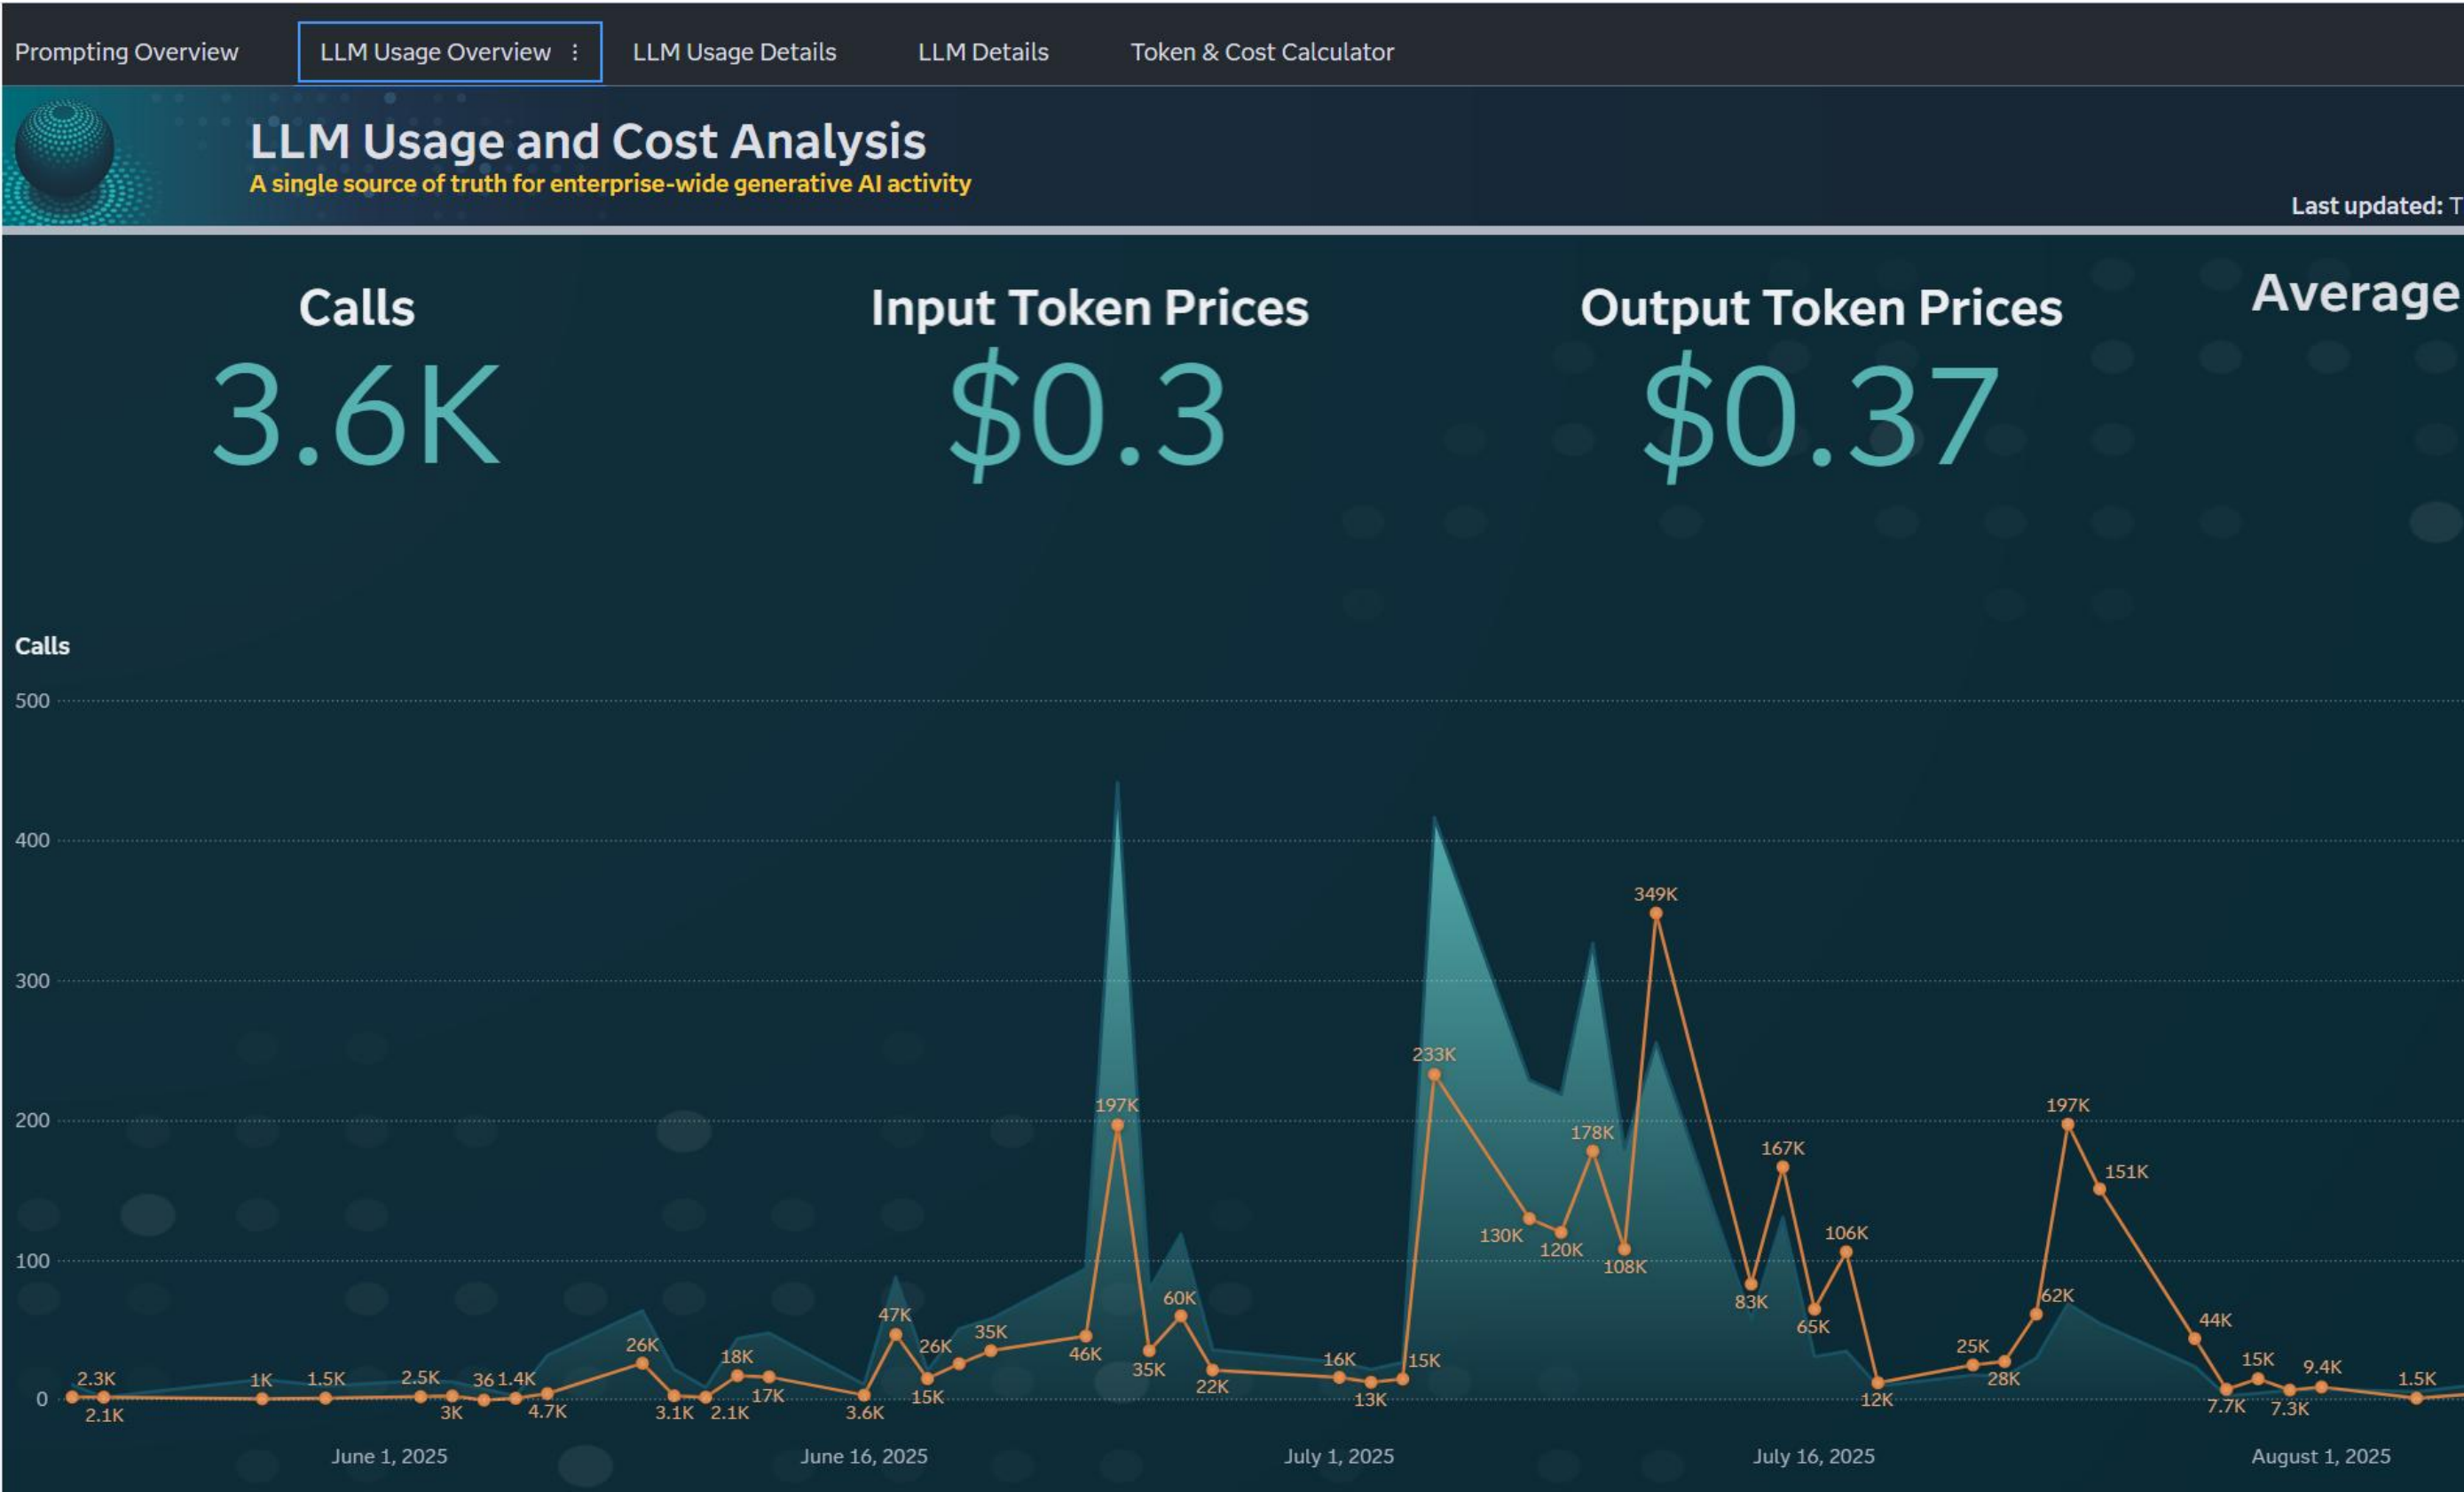 Prompting Overview
LLM Usage Overview
LLM Usage Details
LLM Details
Token & Cost Calculator
LLM Usage and Cost Analysis
A single source of truth for enterprise-wide generative AI activity
Last updated: T
Calls
Input Token Prices
Output Token Prices
Average
3.6K
$0.3
$0.37
Calls
500
400
300
200
100
0
2.3K
2.1K
1K
1.5K
2.5K
3K
36
1.4K
4.7K
26K
3.1K
2.1K
18K
17K
3.6K
47K
15K
26K
35K
46K
197K
35K
60K
22K
16K
13K
15K
233K
130K
120K
178K
108K
349K
83K
167K
65K
106K
12K
25K
28K
62K
197K
151K
44K
7.7K
15K
7.3K
9.4K
1.5K
June 1, 2025
June 16, 2025
July 1, 2025
July 16, 2025
August 1, 2025